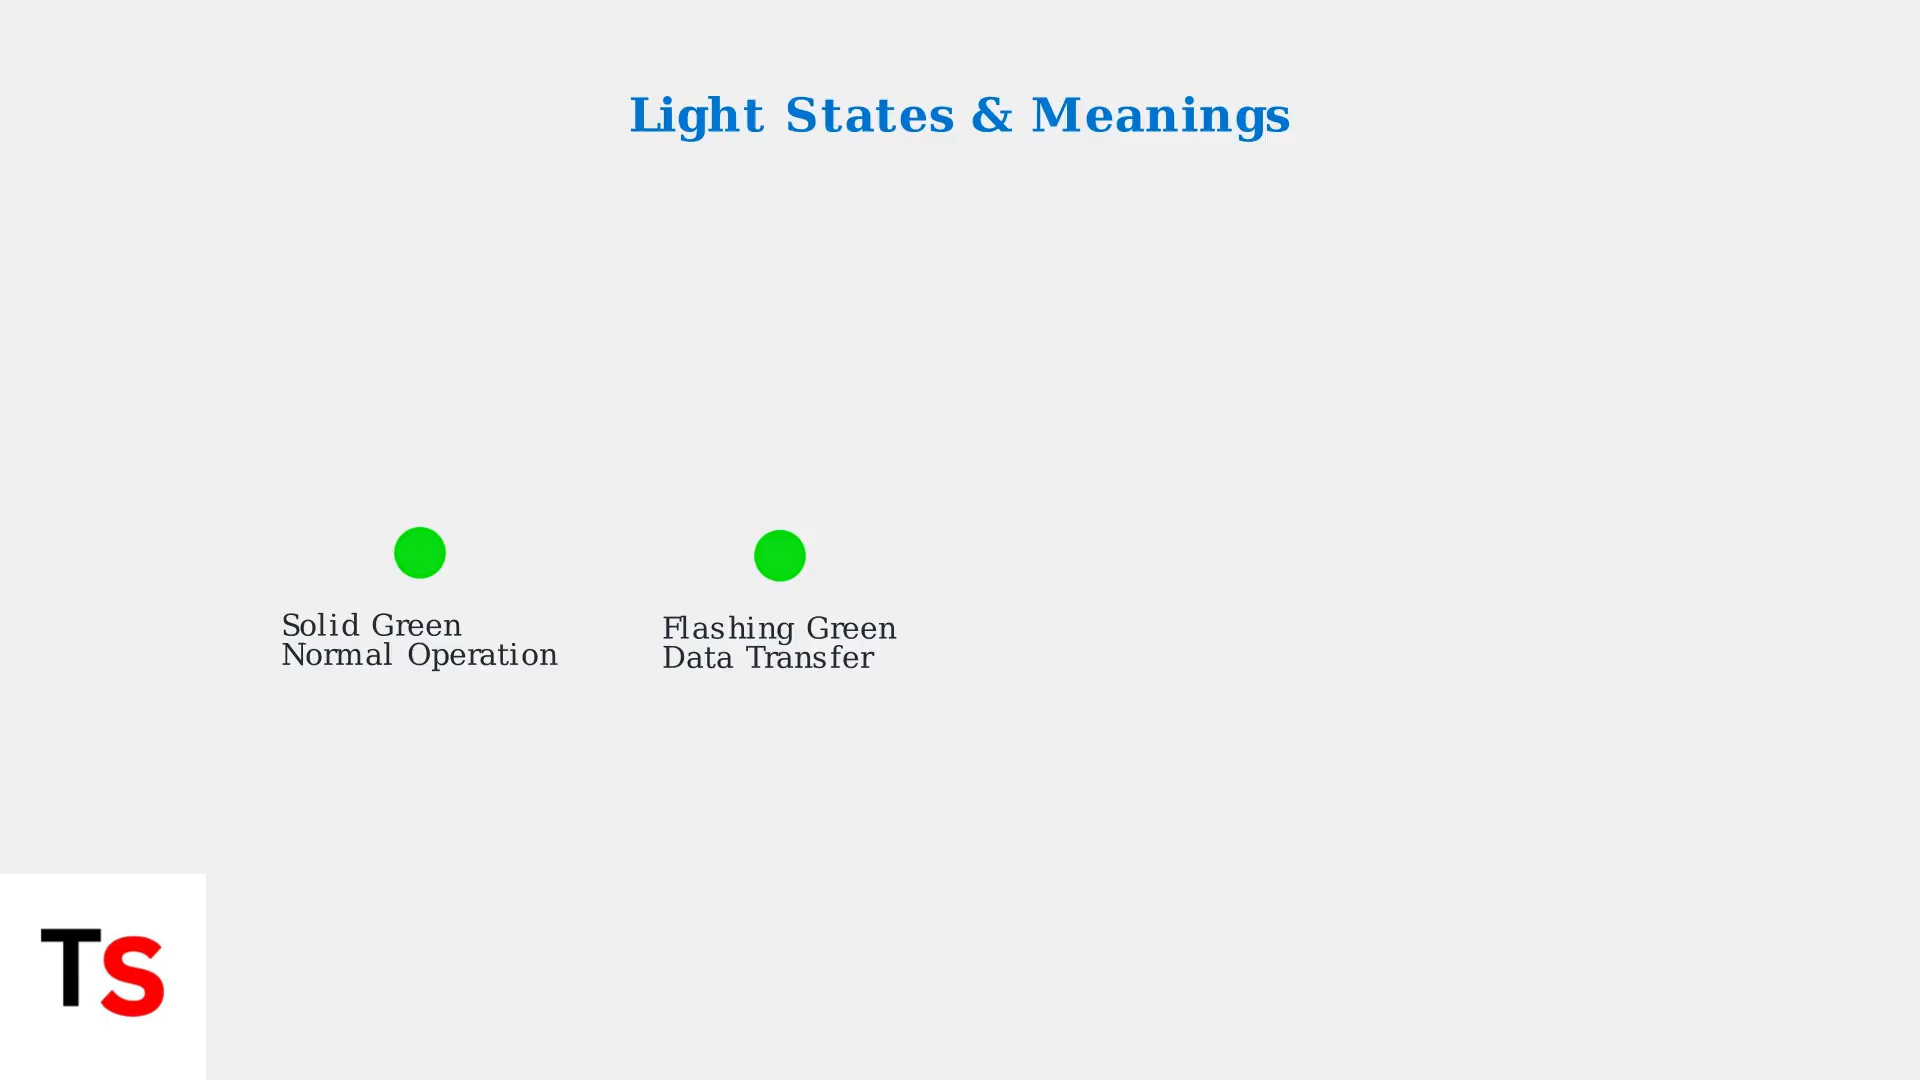 Light States & Meanings
Solid Green
Normal Operation
Flashing Green
Data Transfer
TS